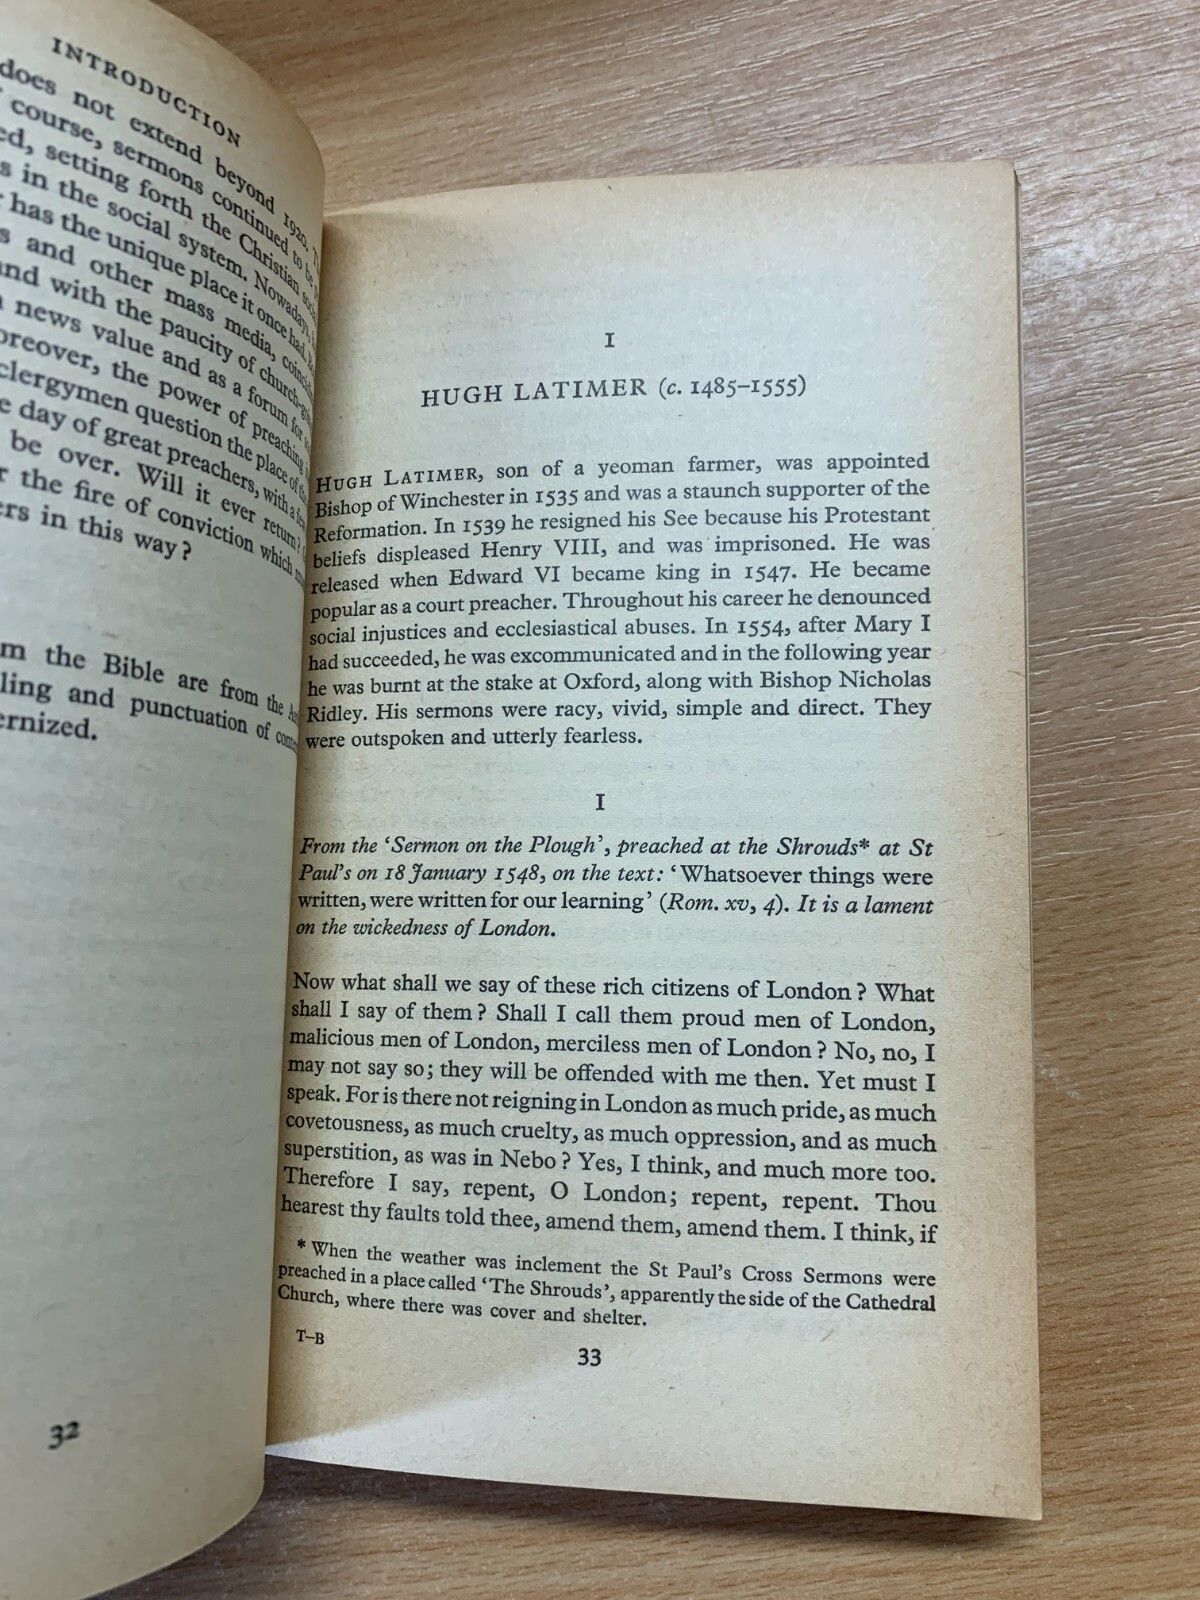 INTRODUCTION
does not extend beyond 1920.
course, sermons continued to be
setting forth the Christian
in the social system. Nowadays,
has the unique place it once had.
and other mass media,
and with the paucity of
news value and as a forum for
the power of preaching
clergymen question the place of
day of great preachers, with a
be over. Will it ever return?
the fire of conviction which
in this way?
the Bible are from the
and punctuation of
32
I
HUGH LATIMER (c. 1485–1555)
HUGH LATIMER, son of a yeoman farmer, was appointed
Bishop of Winchester in 1535 and was a staunch supporter of the
Reformation. In 1539 he resigned his See because his Protestant
beliefs displeased Henry VIII, and was imprisoned. He was
released when Edward VI became king in 1547. He became
popular as a court preacher. Throughout his career he denounced
social injustices and ecclesiastical abuses. In 1554, after Mary I
had succeeded, he was excommunicated and in the following year
he was burnt at the stake at Oxford, along with Bishop Nicholas
Ridley. His sermons were racy, vivid, simple and direct. They
were outspoken and utterly fearless.
I
From the ‘Sermon on the Plough’, preached at the Shrouds* at St
Paul’s on 18 January 1548, on the text: ‘Whatsoever things were
written, were written for our learning’ (Rom. xv, 4). It is a lament
on the wickedness of London.
Now what shall we say of these rich citizens of London? What
shall I say of them? Shall I call them proud men of London,
malicious men of London, merciless men of London? No, no, I
may not say so; they will be offended with me then. Yet must I
speak. For is there not reigning in London as much pride, as much
covetousness, as much cruelty, as much oppression, and as much
superstition, as was in Nebo? Yes, I think, and much more too.
Therefore I say, repent, O London; repent, repent. Thou
hearest thy faults told thee, amend them, amend them. I think, if
* When the weather was inclement the St Paul’s Cross Sermons were
preached in a place called ‘The Shrouds’, apparently the side of the Cathedral
Church, where there was cover and shelter.
T–B
33